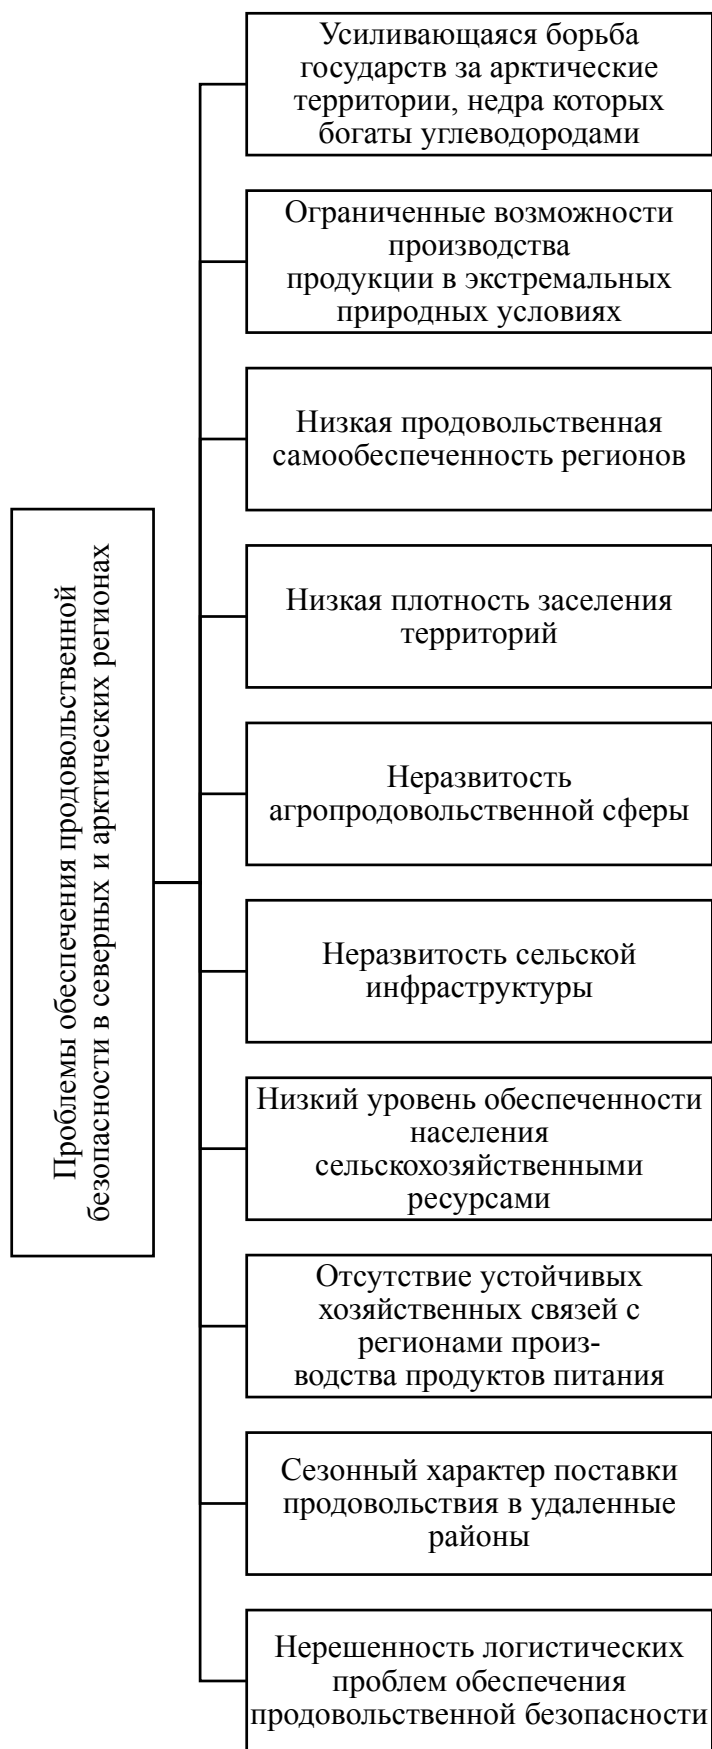 Проблемы обеспечения продовольственной
безопасности в северных и арктических регионах
Усиливающаяся борьба
государств за арктические
территории, недра которых
богаты углеводородами
Ограниченные возможности
производства
продукции в экстремальных
природных условиях
Низкая продовольственная
самообеспеченность регионов
Низкая плотность заселения
территорий
Неразвитость
агропродовольственной сферы
Неразвитость сельской
инфраструктуры
Низкий уровень обеспеченности
населения
сельскохозяйственными
ресурсами
Отсутствие устойчивых
хозяйственных связей с
регионами произ-
водства продуктов питания
Сезонный характер поставки
продовольствия в удаленные
районы
Нерешенность логистических
проблем обеспечения
продовольственной безопасности